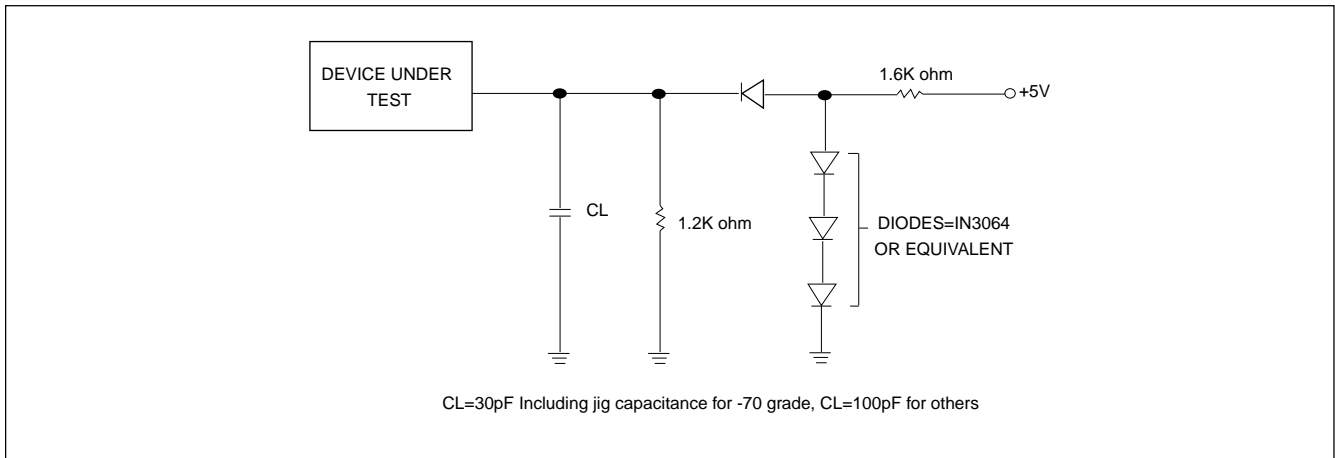 DEVICE UNDER
TEST
1.6K ohm
+5V
CL
1.2K ohm
DIODES=IN3064
OR EQUIVALENT
CL=30pF Including jig capacitance for -70 grade, CL=100pF for others